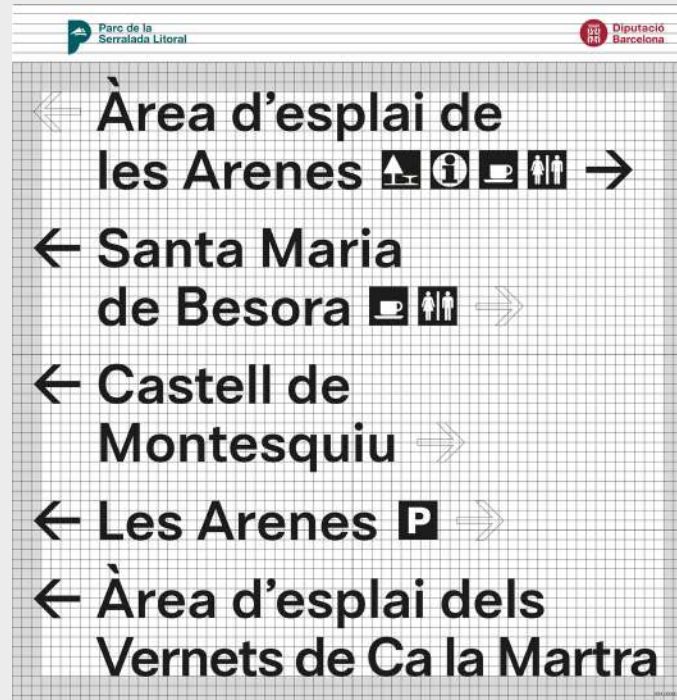 Parc de la
Serralada Litoral
Diputació
Barcelona
Àrea d’esplai de
les Arenes
Santa Maria
de Besora
Castell de
Montesquiu
Les Arenes P
Àrea d’esplai dels
Vernets de Ca la Martra